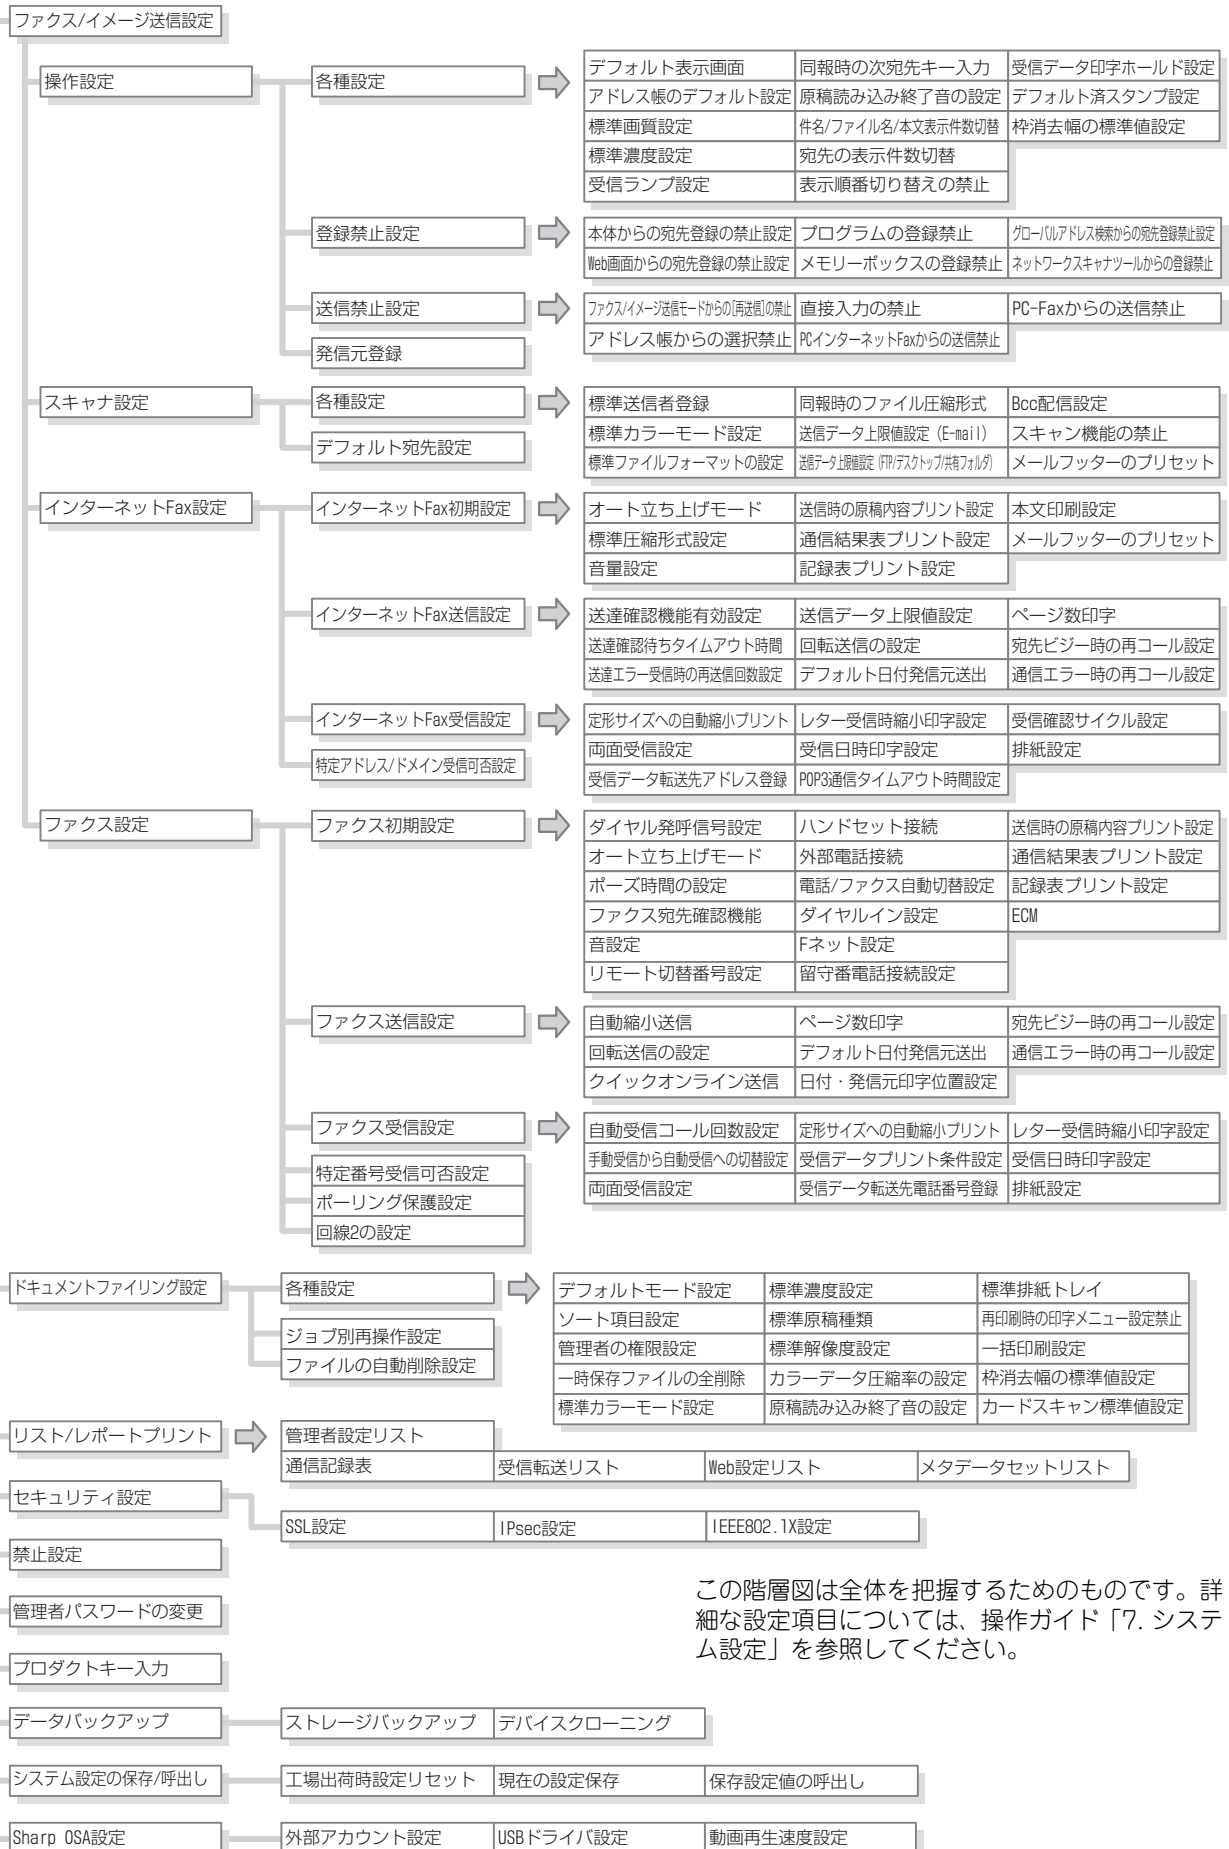 ファクス/イメージ送信設定
操作設定
各種設定
デフォルト表示画面 同報時の次宛先キー入力 受信データ印字ホールド設定
アドレス帳のデフォルト設定 原稿読み込み終了音の設定 デフォルト済スタンプ設定
標準画質設定 件名/ファイル名/本文表示件数切替 枠消去幅の標準値設定
標準濃度設定 宛先の表示件数切替
受信ランプ設定 表示順番切り替えの禁止
登録禁止設定
本体からの宛先登録の禁止設定 プログラムの登録禁止 グローバルアドレス検索からの宛先登録禁止設定
Web画面からの宛先登録の禁止設定 メモリーボックスの登録禁止 ネットワークスキャナツールからの登録禁止
送信禁止設定
ファクス/イメージ送信モードからの[再送信]の禁止 直接入力の禁止 PC-Faxからの送信禁止
アドレス帳からの選択禁止 PCインターネットFaxからの送信禁止
発信元登録
スキャナ設定
各種設定
標準送信者登録 同報時のファイル圧縮形式 Bcc配信設定
標準カラーモード設定 送信データ上限値設定（E-mail） スキャン機能の禁止
標準ファイルフォーマットの設定 送信データ上限値設定（FTP/デスクトップ/共有フォルダ） メールフッターのプリセット
デフォルト宛先設定
インターネットFax設定
インターネットFax初期設定
オート立ち上げモード 送信時の原稿内容プリント設定 本文印刷設定
標準圧縮形式設定 通信結果表プリント設定 メールフッターのプリセット
音量設定 記録表プリント設定
インターネットFax送信設定
送達確認機能有効設定 送信データ上限値設定 ページ数印字
送達確認待ちタイムアウト時間 回転送信の設定 宛先ビジー時の再コール設定
送達エラー受信時の再送信回数設定 デフォルト日付発信元送出 通信エラー時の再コール設定
インターネットFax受信設定
定形サイズへの自動縮小プリント レター受信時縮小印字設定 受信確認サイクル設定
両面受信設定 受信日時印字設定 排紙設定
受信データ転送先アドレス登録 POP3通信タイムアウト時間設定
特定アドレス/ドメイン受信可否設定
ファクス設定
ファクス初期設定
ダイヤル発呼信号設定 ハンドセット接続 送信時の原稿内容プリント設定
オート立ち上げモード 外部電話接続 通信結果表プリント設定
ポーズ時間の設定 電話/ファクス自動切替設定 記録表プリント設定
ファクス宛先確認機能 ダイヤルイン設定 ECM
音設定 Fネット設定
リモート切替番号設定 留守番電話接続設定
ファクス送信設定
自動縮小送信 ページ数印字 宛先ビジー時の再コール設定
回転送信の設定 デフォルト日付発信元送出 通信エラー時の再コール設定
クイックオンライン送信 日付・発信元印字位置設定
ファクス受信設定
自動受信コール回数設定 定形サイズへの自動縮小プリント レター受信時縮小印字設定
手動受信から自動受信への切替設定 受信データプリント条件設定 受信日時印字設定
両面受信設定 受信データ転送先電話番号登録 排紙設定
特定番号受信可否設定
ポーリング保護設定
回線2の設定
ドキュメントファイリング設定
各種設定
デフォルトモード設定 標準濃度設定 標準排紙トレイ
ソート項目設定 標準原稿種類 再印刷時の印字メニュー設定禁止
管理者の権限設定 標準解像度設定 一括印刷設定
一時保存ファイルの全削除 カラーデータ圧縮率の設定 枠消去幅の標準値設定
標準カラーモード設定 原稿読み込み終了音の設定 カードスキャン標準値設定
ジョブ別再操作設定
ファイルの自動削除設定
リスト/レポートプリント
管理者設定リスト
通信記録表 受信転送リスト Web設定リスト メタデータセットリスト
セキュリティ設定
SSL設定 IPsec設定 IEEE802.1X設定
禁止設定
管理者パスワードの変更
プロダクトキー入力
この階層図は全体を把握するためのものです。詳
細な設定項目については、操作ガイド「7. システ
ム設定」を参照してください。
データバックアップ
ストレージバックアップ デバイスクローニング
システム設定の保存/呼出し
工場出荷時設定リセット 現在の設定保存 保存設定値の呼出し
Sharp OSA設定
外部アカウント設定 USBドライバ設定 動画再生速度設定